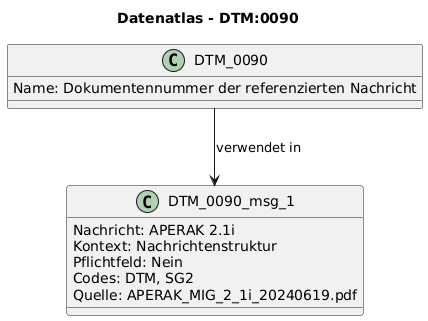 Datenatlas - DTM:0090
C DTM_0090
Name: Dokumentennummer der referenzierten Nachricht
verwendet in
C DTM_0090_msg_1
Nachricht: APERAK 2.1i
Kontext: Nachrichtenstruktur
Pflichtfeld: Nein
Codes: DTM, SG2
Quelle: APERAK_MIG_2_1i_20240619.pdf